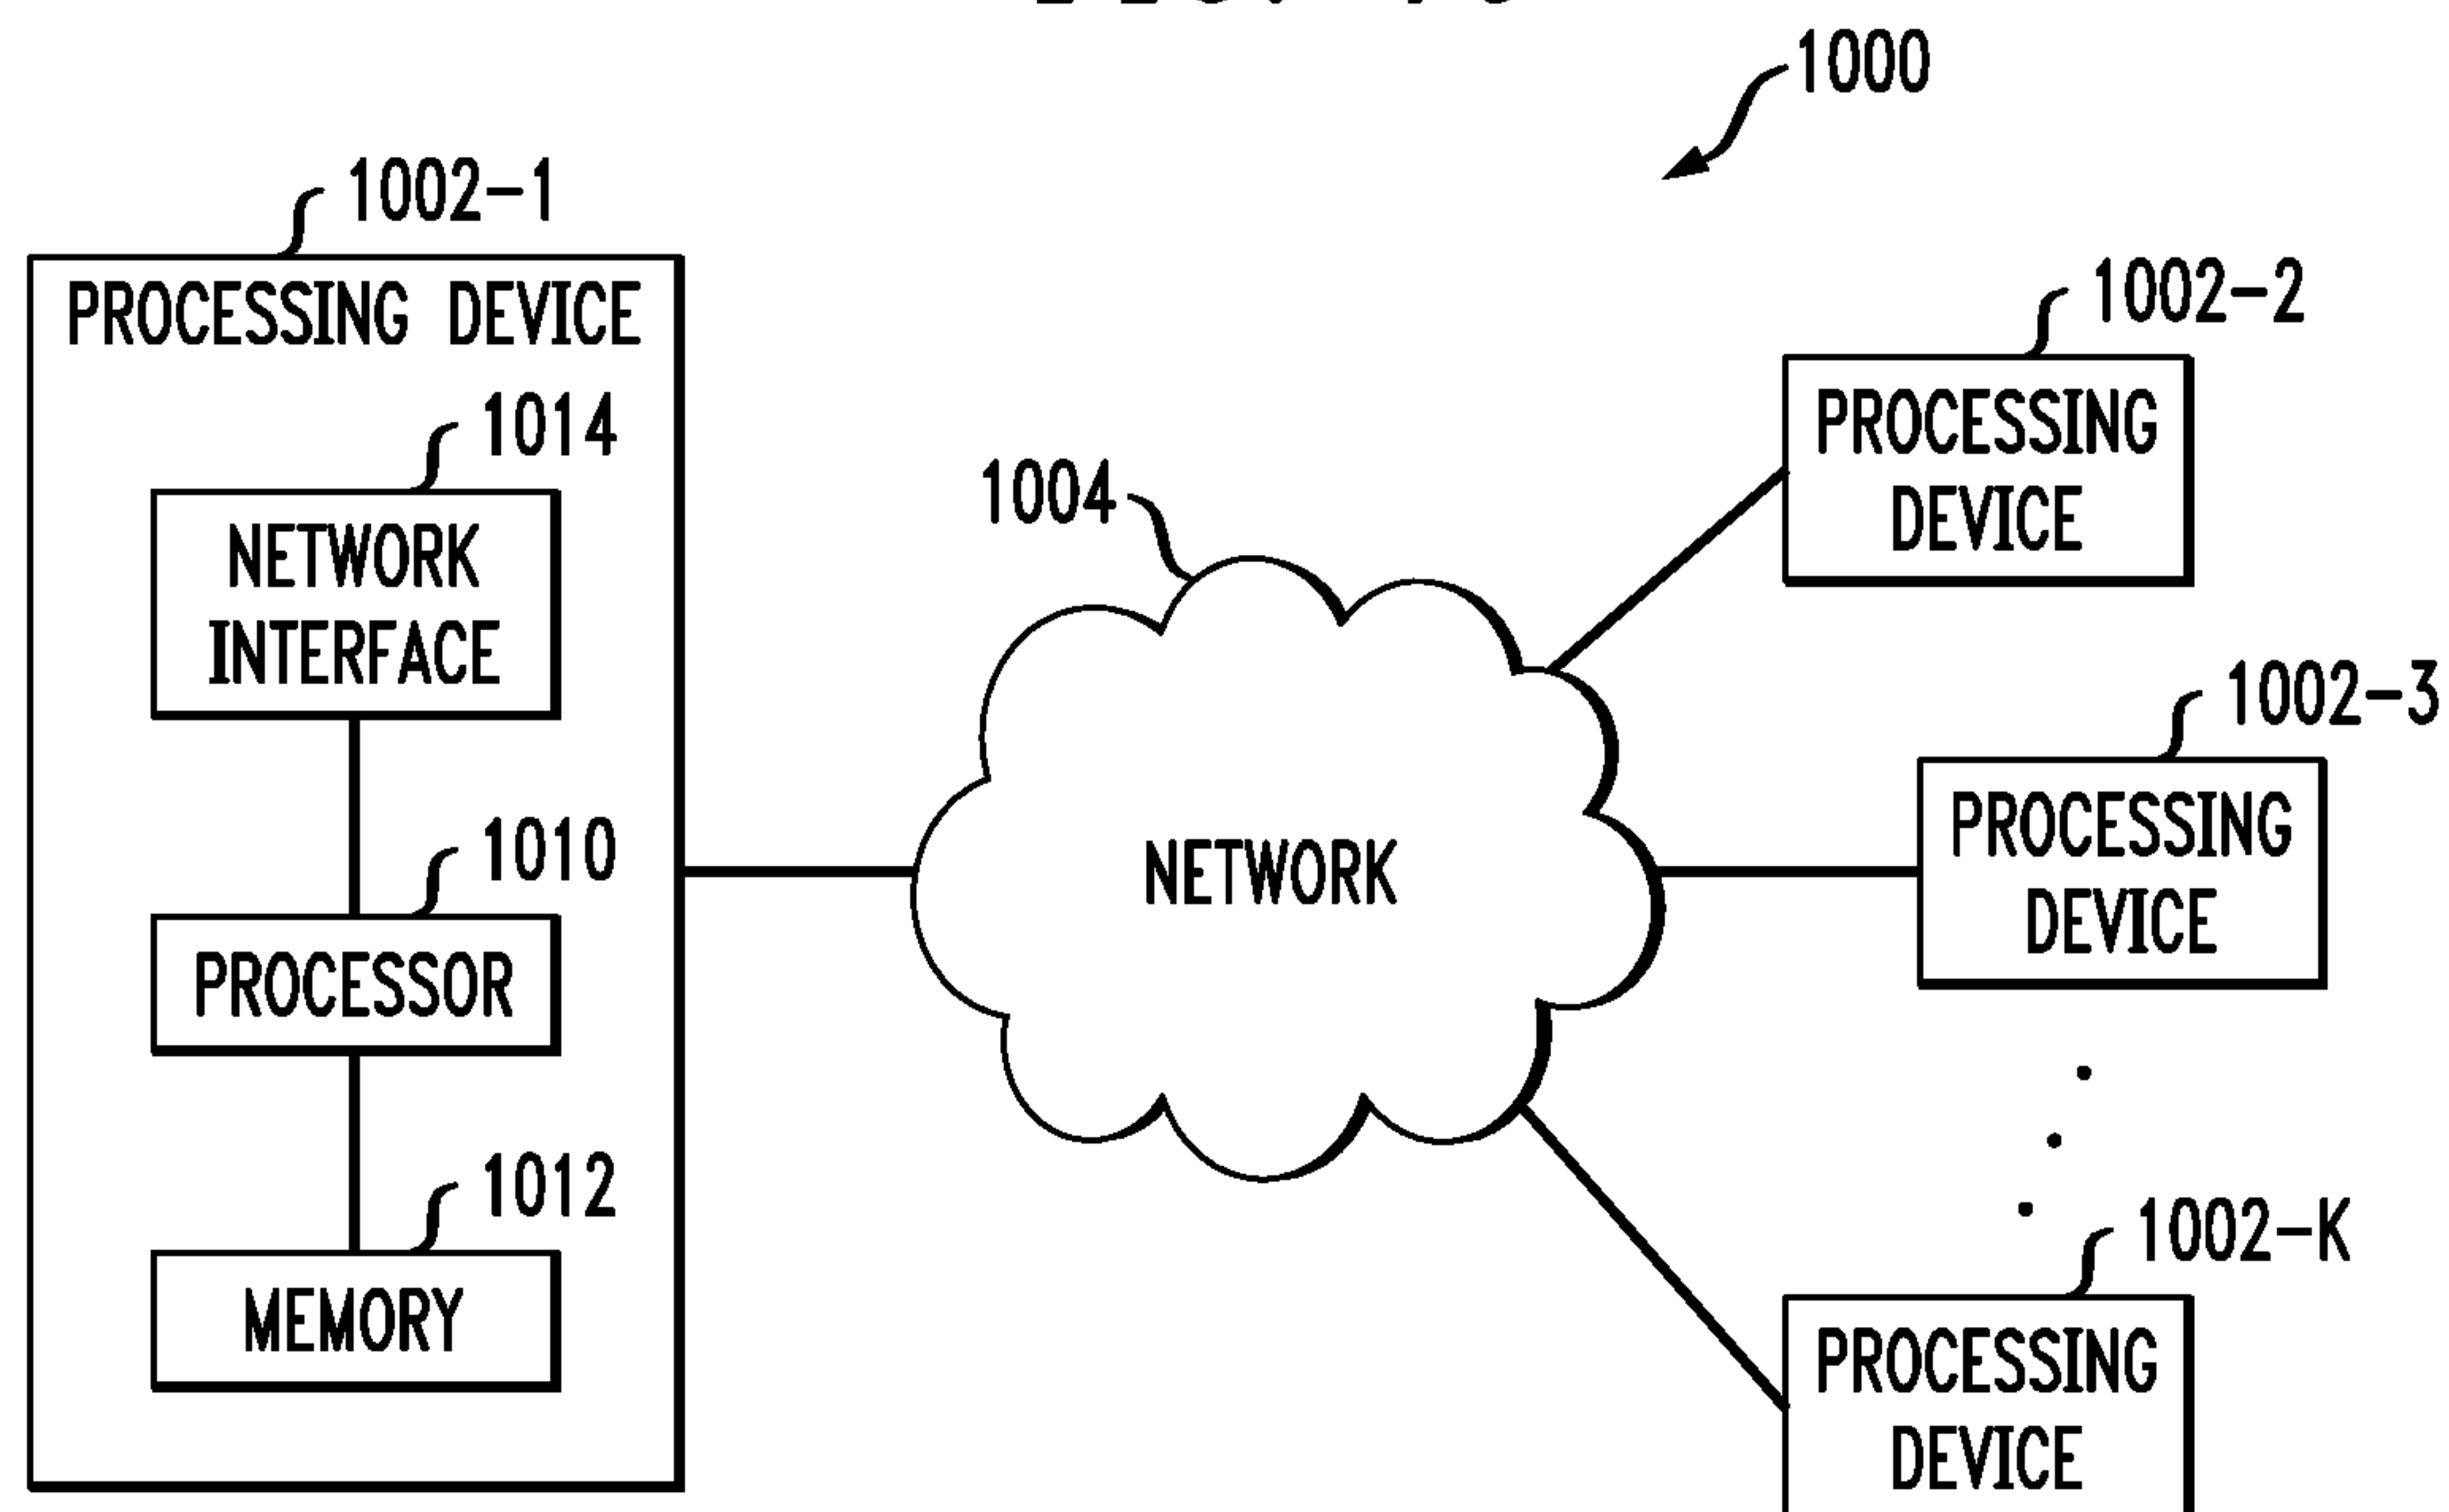 1000
1002-1
PROCESSING DEVICE
1014
NETWORK
INTERFACE
1010
PROCESSOR
1012
MEMORY
1004
NETWORK
1002-2
PROCESSING
DEVICE
1002-3
PROCESSING
DEVICE
1002-K
PROCESSING
DEVICE